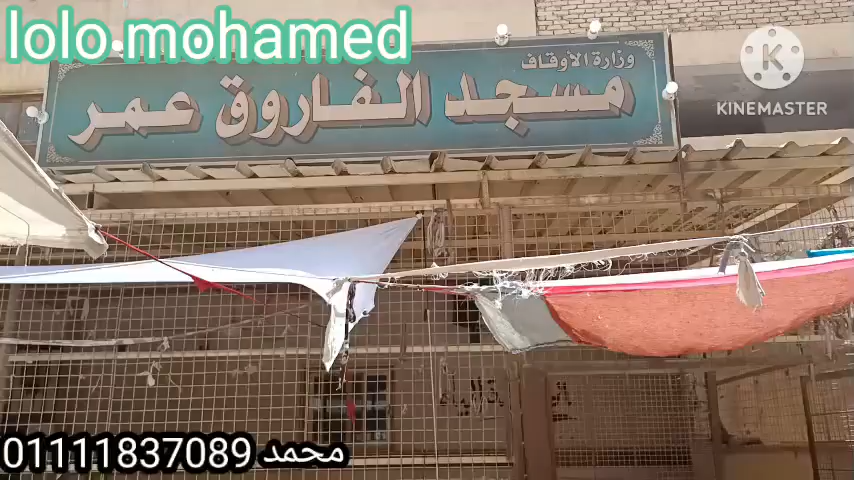 lolo mohamed
وزارة الأوقاف
مسجد الفاروق عمر
KINEMASTER
01111837089 محمد